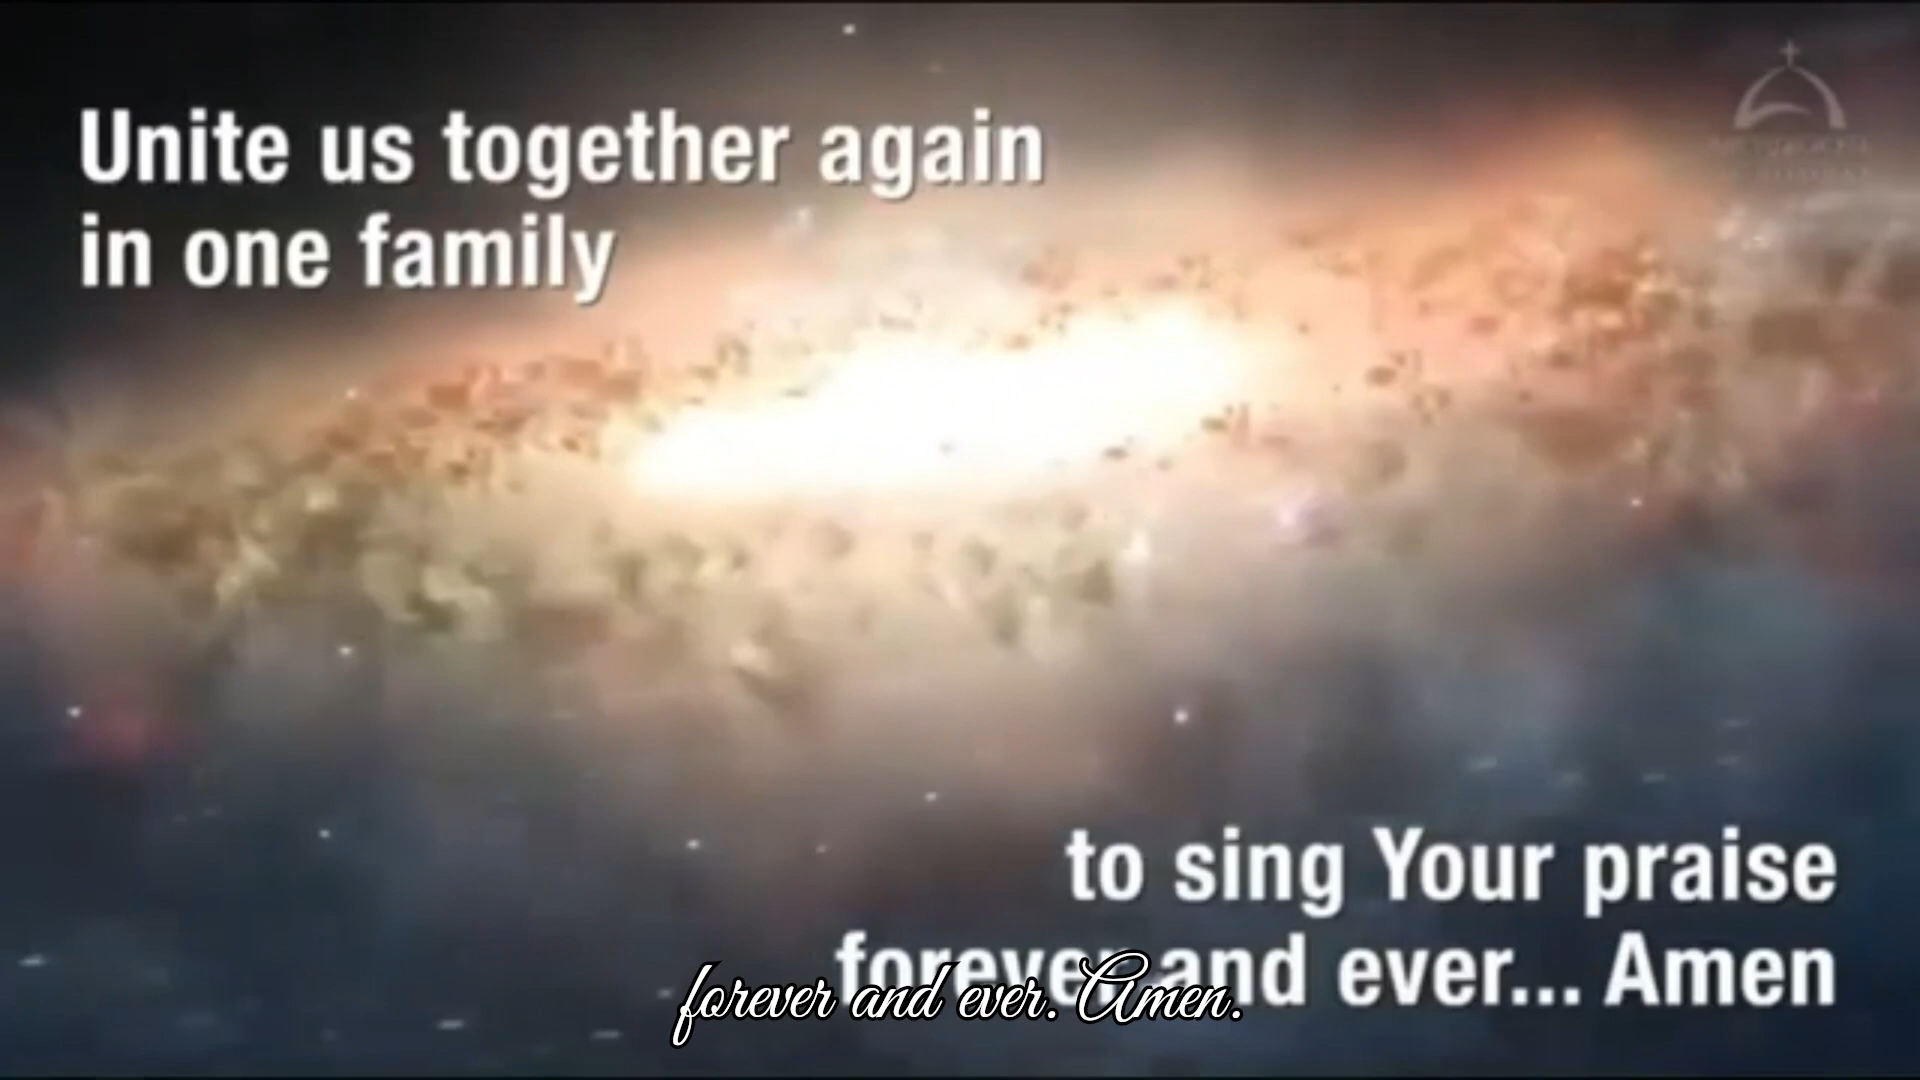 Unite us together again
in one family
to sing Your praise
forever and ever... Amen
forever and ever. Amen.